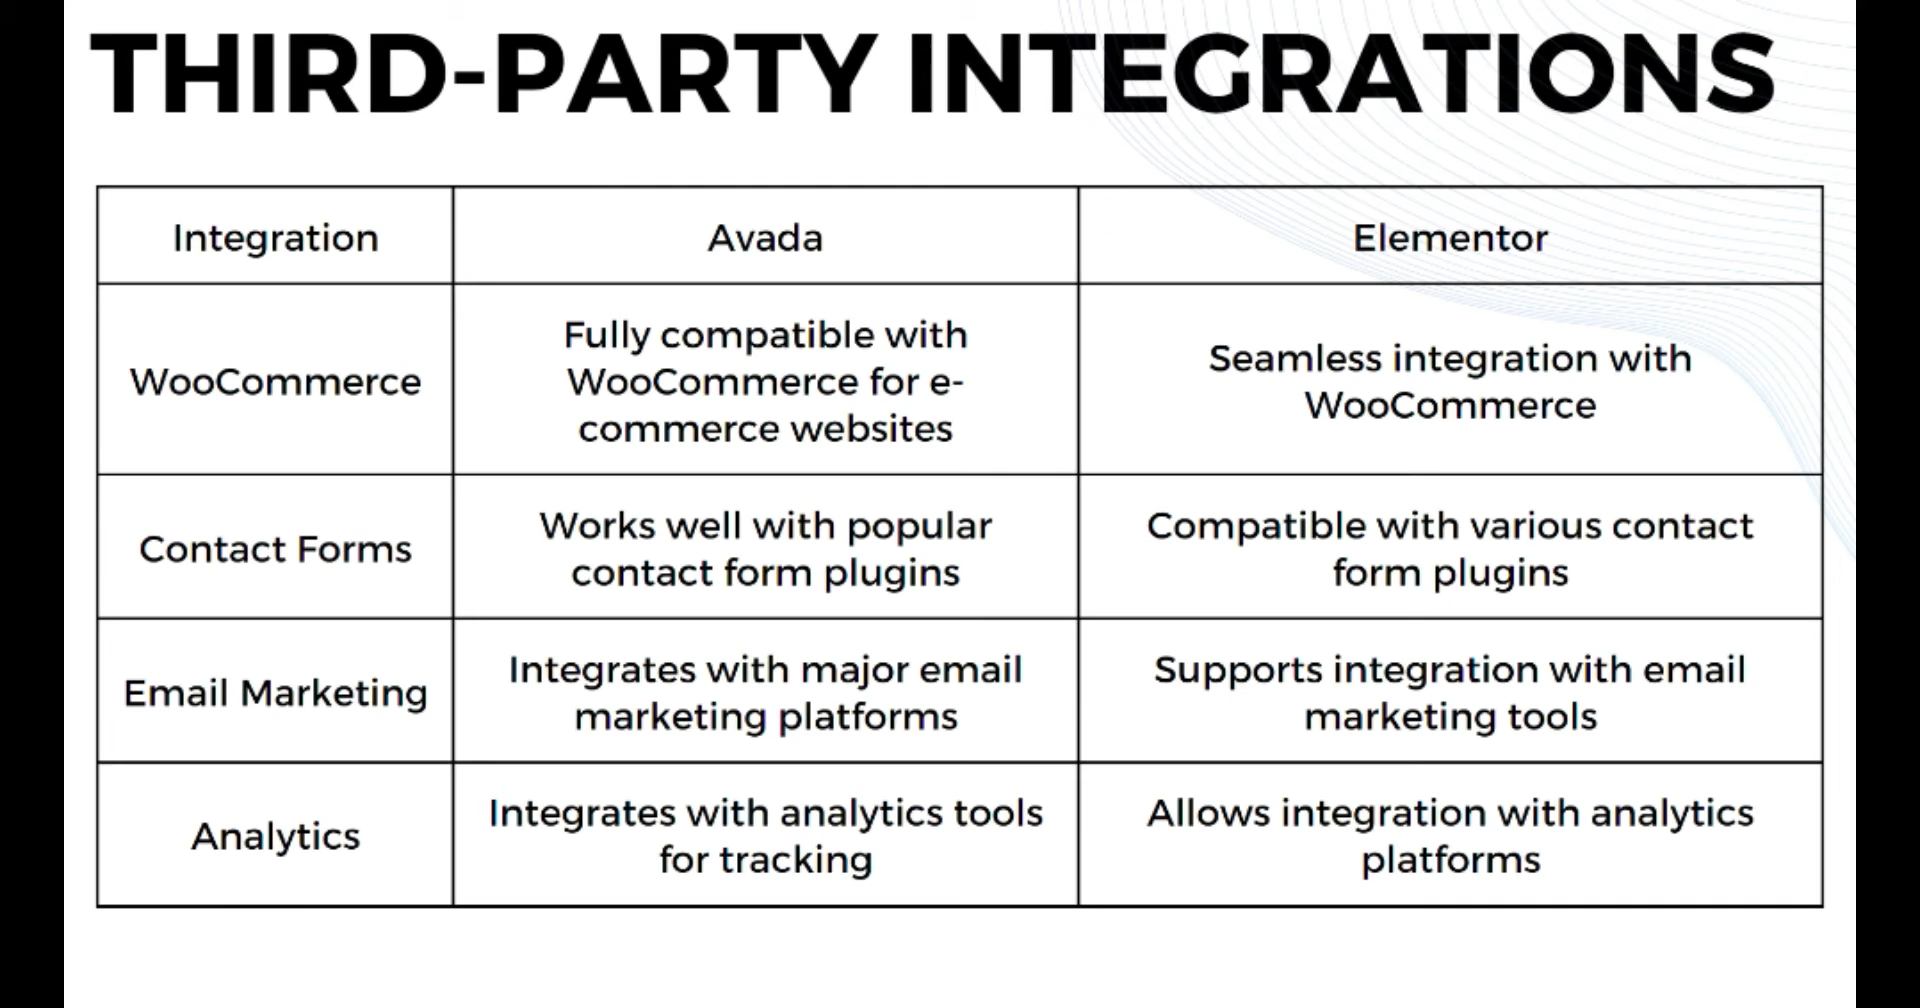 THIRD-PARTY INTEGRATIONS
Integration
Avada
Elementor
WooCommerce
Fully compatible with
WooCommerce for e-
commerce websites
Seamless integration with
WooCommerce
Contact Forms
Works well with popular
contact form plugins
Compatible with various contact
form plugins
Email Marketing
Integrates with major email
marketing platforms
Supports integration with email
marketing tools
Analytics
Integrates with analytics tools
for tracking
Allows integration with analytics
platforms